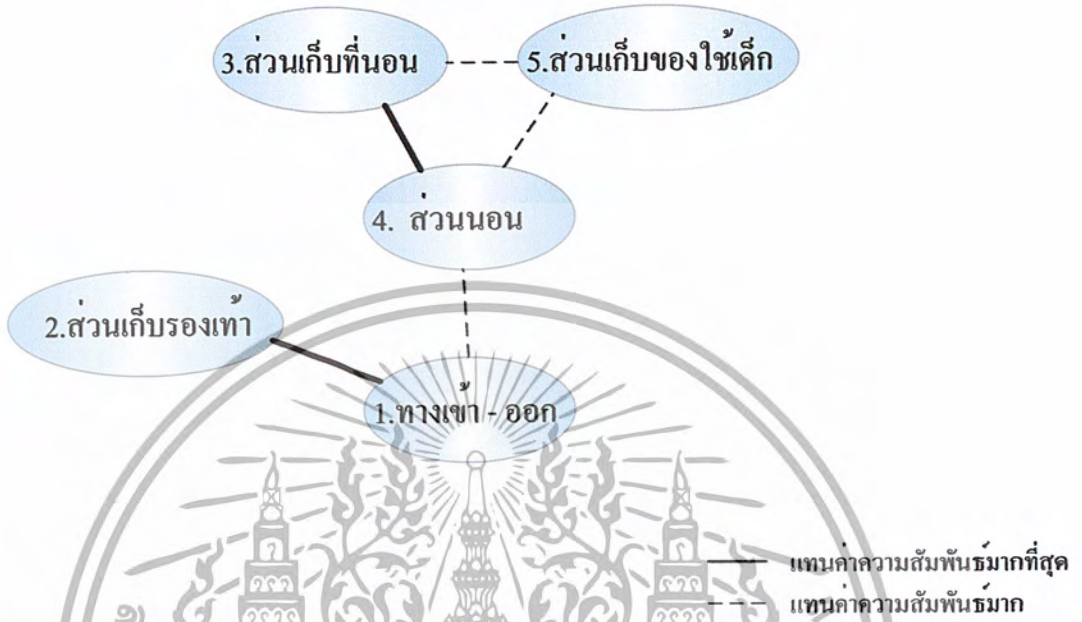 3.ส่วนเก็บที่นอน
5.ส่วนเก็บของใช้เด็ก
4. ส่วนนอน
2.ส่วนเก็บรองเท้า
1.ทางเข้า - ออก
แทนค่าความสัมพันธ์มากที่สุด
แทนค่าความสัมพันธ์มาก